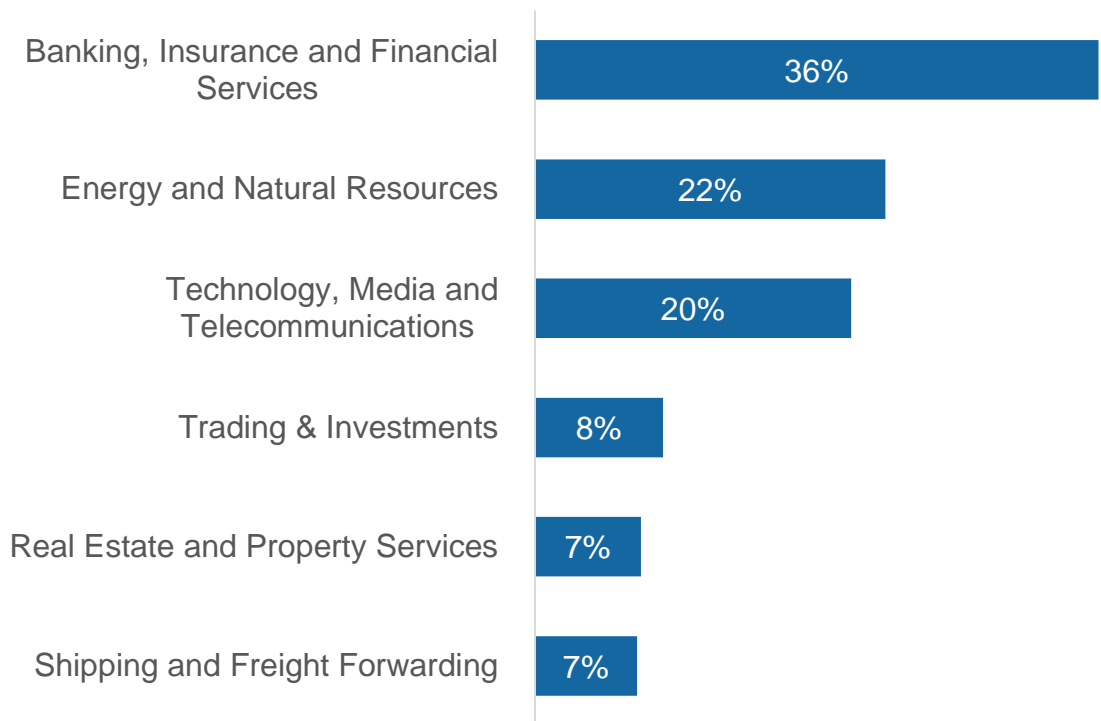 Banking, Insurance and Financial
Services
36%
Energy and Natural Resources
22%
Technology, Media and
Telecommunications
20%
Trading & Investments
8%
Real Estate and Property Services
7%
Shipping and Freight Forwarding
7%